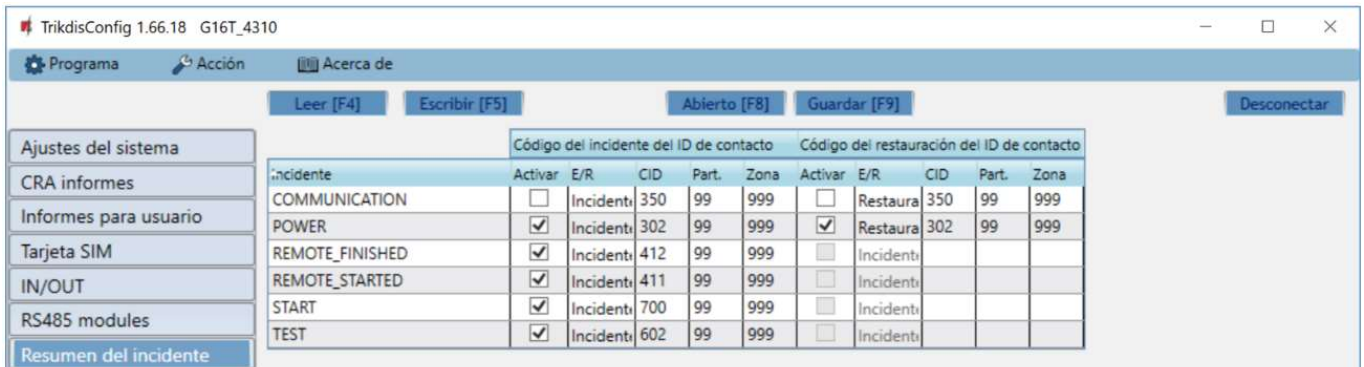 TrikdisConfig 1.66.18 G16T_4310
Programa Acción Acerca de
Leer [F4] Escribir [F5] Abierto [F8] Guardar [F9] Desconectar
Ajustes del sistema
CRA informes
Informes para usuario
Tarjeta SIM
IN/OUT
RS485 modules
Resumen del incidente
Código del incidente del ID de contacto Código del restauración del ID de contacto
Incidente Activar E/R CID Part. Zona Activar E/R CID Part. Zona
COMMUNICATION Incident 350 99 999 Restaura 350 99 999
POWER Incident 302 99 999 Restaura 302 99 999
REMOTE_FINISHED Incident 412 99 999 Incident
REMOTE_STARTED Incident 411 99 999 Incident
START Incident 700 99 999 Incident
TEST Incident 602 99 999 Incident